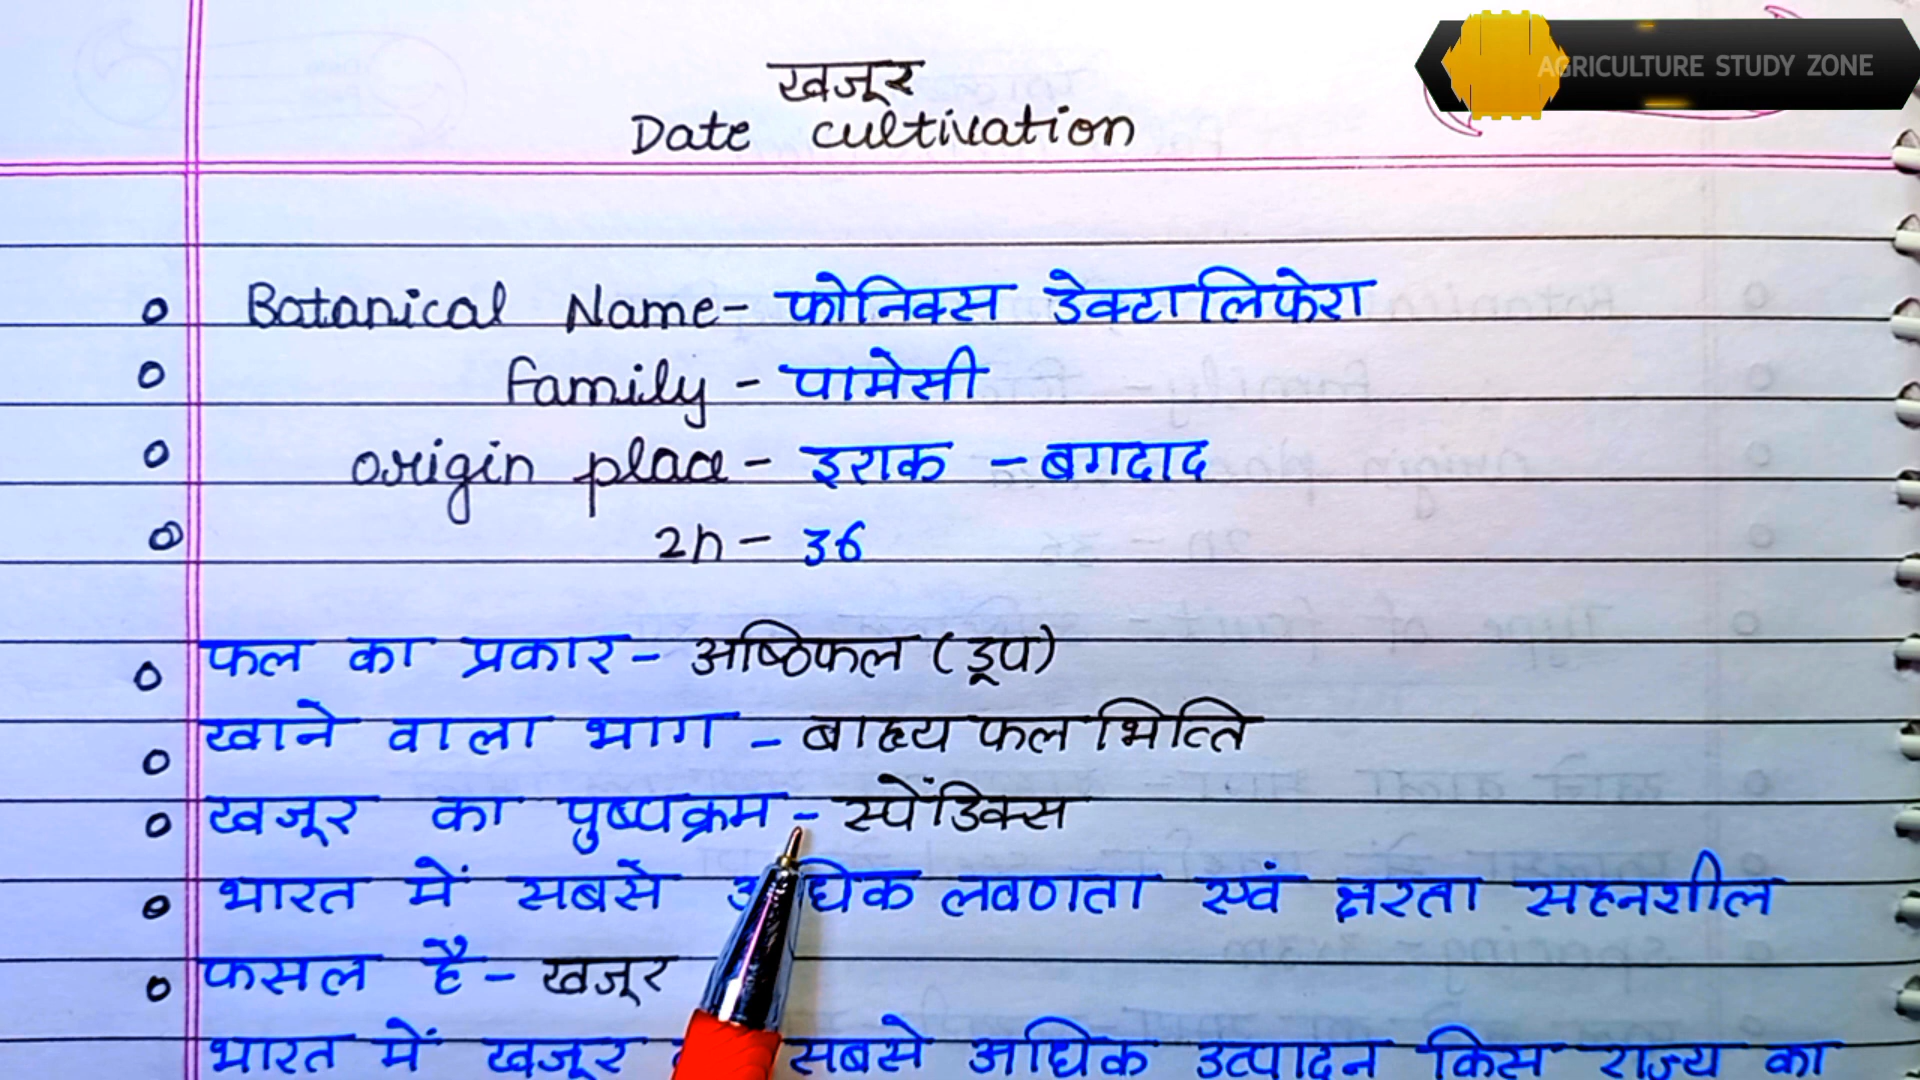 AGRICULTURE STUDY ZONE
खजूर
Date cultivation
Botanical Name - फोनिक्स डेक्टालिफेरा
family - पामेसी
origin place - इराक - बगदाद
2n - 36
फल का प्रकार - अष्ठिफल (ड्रूप)
खाने वाला भाग - बाह्य फल भित्ति
खजूर का पुष्पक्रम - स्पेंडिक्स
भारत में सबसे अधिक लवणता एवं क्षरता सहनशील
फसल है - खजूर
भारत में खजूर सबसे अधिक उत्पादन किस राज्य का